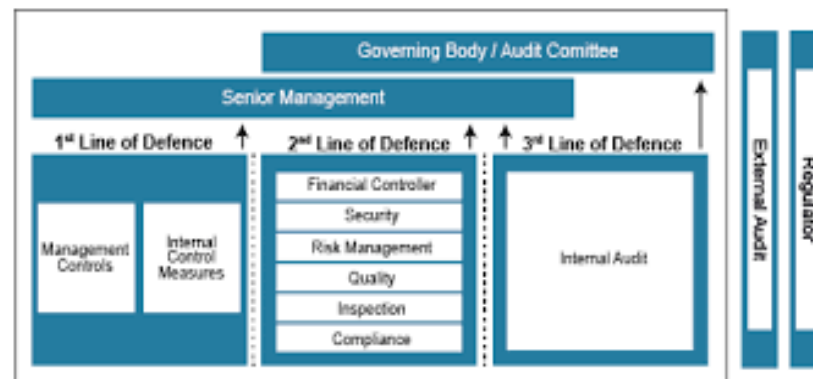 Governing Body / Audit Comittee
Senior Management
1st Line of Defence
2nd Line of Defence
3rd Line of Defence
Management
Controls
Internal
Control
Measures
Financial Controller
Security
Risk Management
Quality
Inspection
Compliance
Internal Audit
External Audit
Regulator